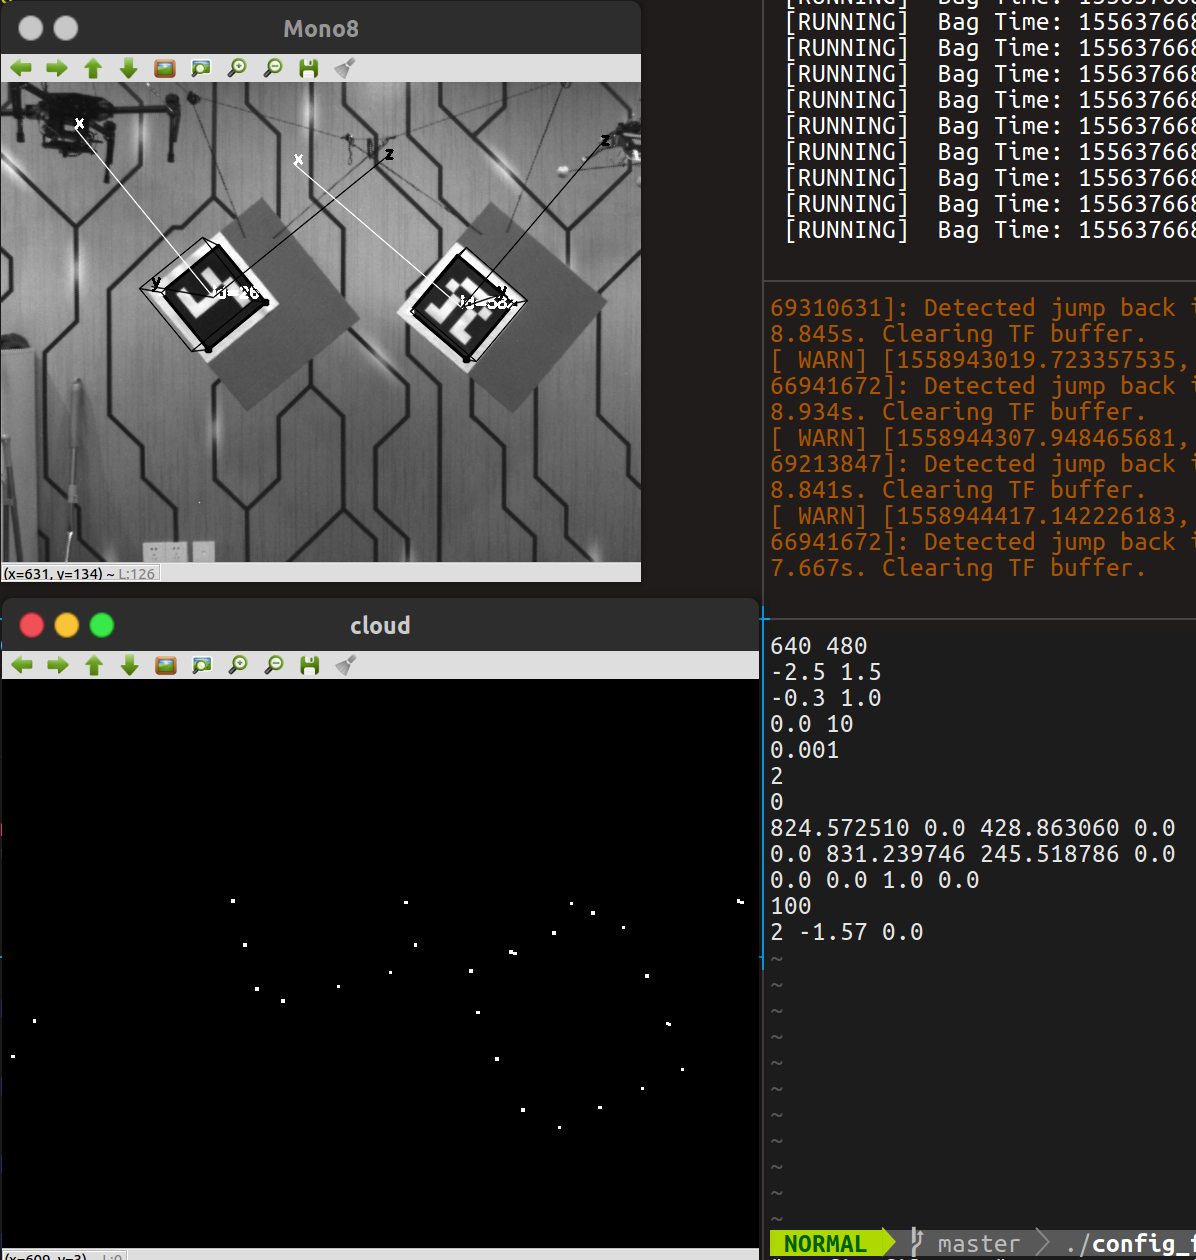 Mono8
x
x
z
z
y
id=26
(x=631, y=134) ~ L:126
cloud
[RUNNING] Bag Time: 155637668
[RUNNING] Bag Time: 155637668
[RUNNING] Bag Time: 155637668
[RUNNING] Bag Time: 155637668
[RUNNING] Bag Time: 155637668
[RUNNING] Bag Time: 155637668
[RUNNING] Bag Time: 155637668
[RUNNING] Bag Time: 155637668
[RUNNING] Bag Time: 155637668
69310631]: Detected jump back i
8.845s. Clearing TF buffer.
[ WARN] [1558943019.723357535,
66941672]: Detected jump back i
8.934s. Clearing TF buffer.
[ WARN] [1558944307.948465681,
69213847]: Detected jump back i
8.841s. Clearing TF buffer.
[ WARN] [1558944417.142226183,
66941672]: Detected jump back i
7.667s. Clearing TF buffer.
640 480
-2.5 1.5
-0.3 1.0
0.0 10
0.001
2
0
824.572510 0.0 428.863060 0.0
0.0 831.239746 245.518786 0.0
0.0 0.0 1.0 0.0
100
2 -1.57 0.0
~
~
~
~
~
~
~
~
~
~
~
NORMAL master ./config_